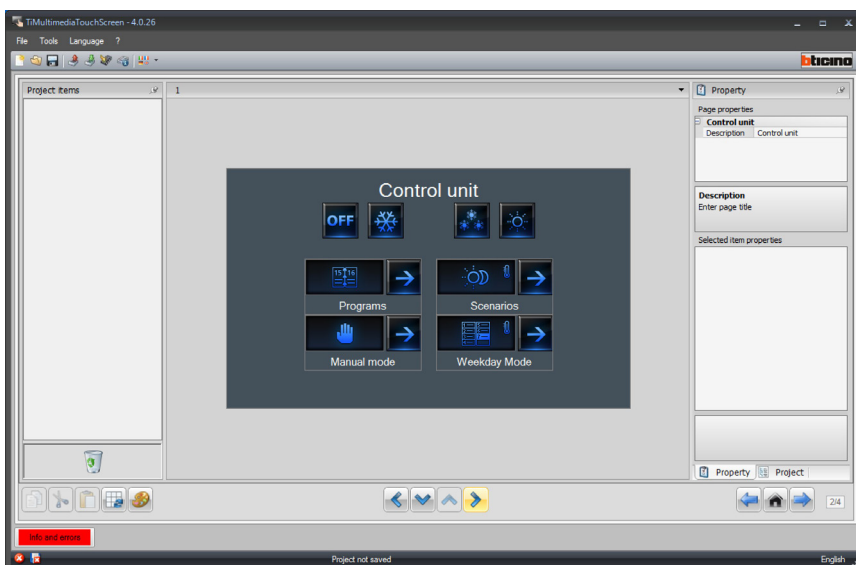 TiMultimediaTouchScreen - 4.0.26
File Tools Language ?
bticino
Project items
1
Property
Page properties
Control unit
Description Control unit
Description
Enter page title
Selected item properties
Control unit
OFF
15 16
Programs
Scenarios
Manual mode
Weekday Mode
Property Project
2/4
Info and errors
Project not saved
English